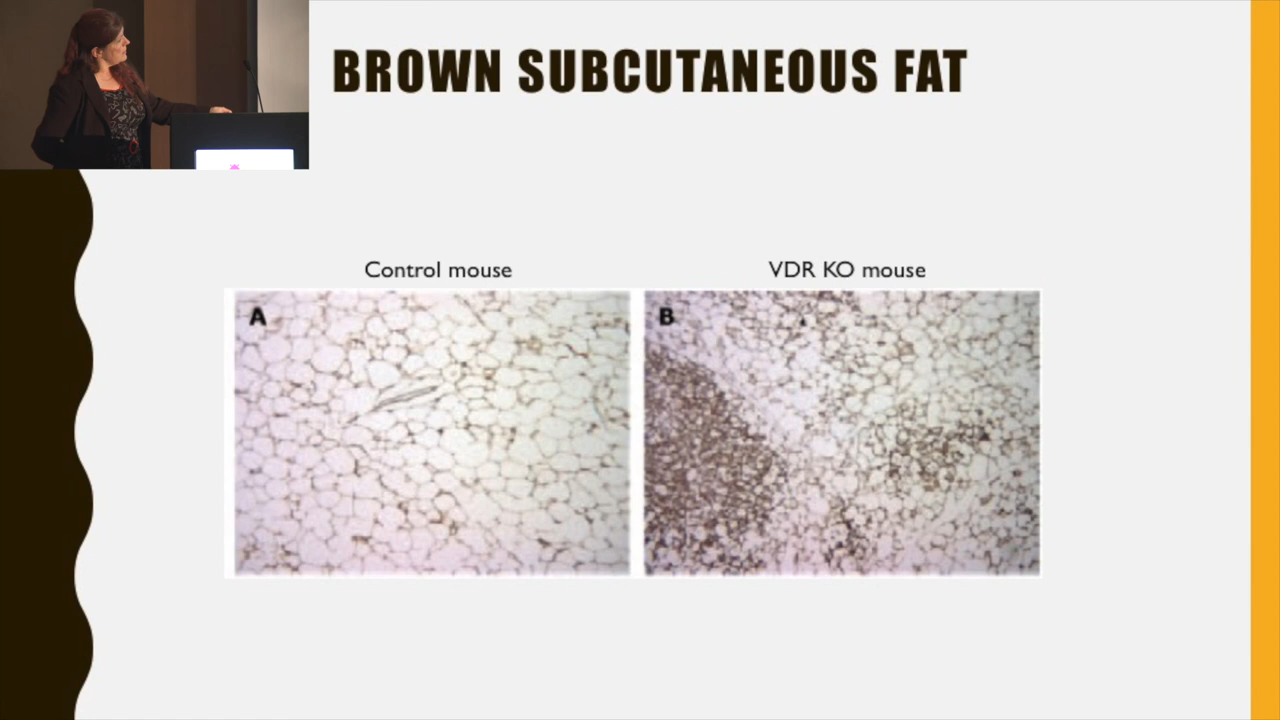 BROWN SUBCUTANEOUS FAT
Control mouse
VDR KO mouse
A
B